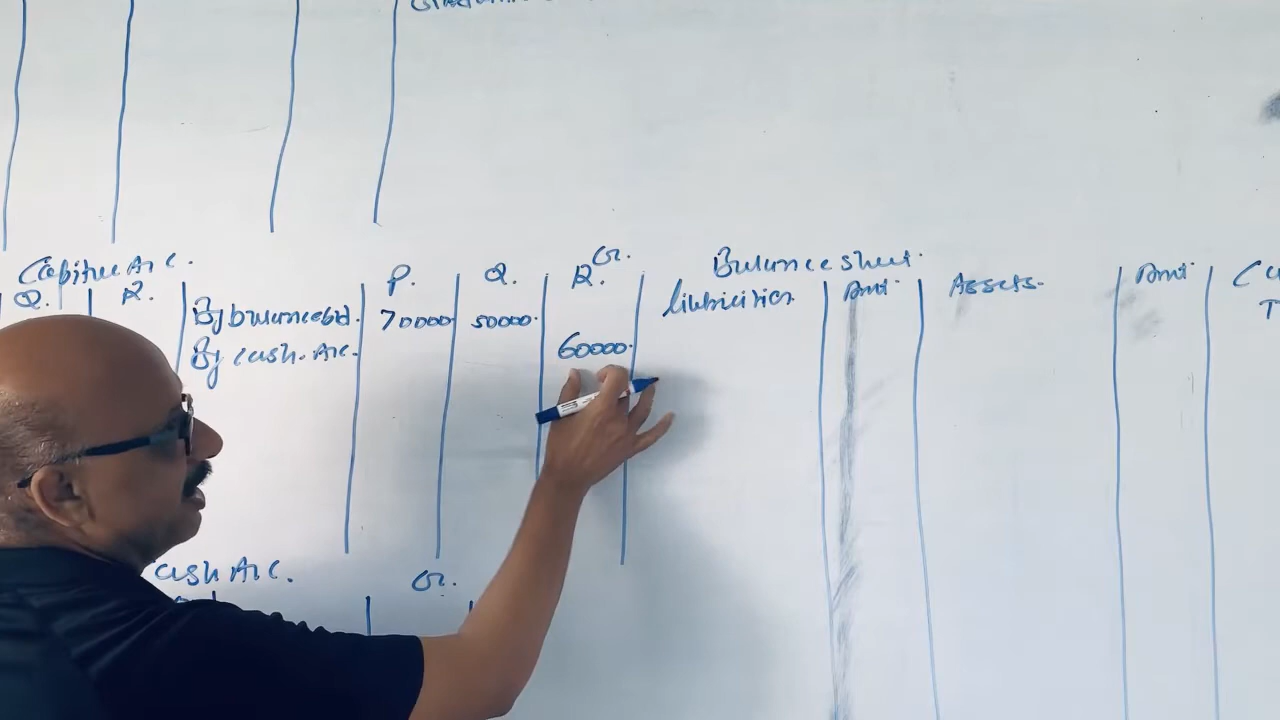 Capital A/c.
Cr.
Q. R. P. Q. R.
By balance b/d. 70000 50000.
By cash. A/c. 60000.
Balance sheet.
Liabilities Amt. Assets. Amt.
Cash A/c. Cr.